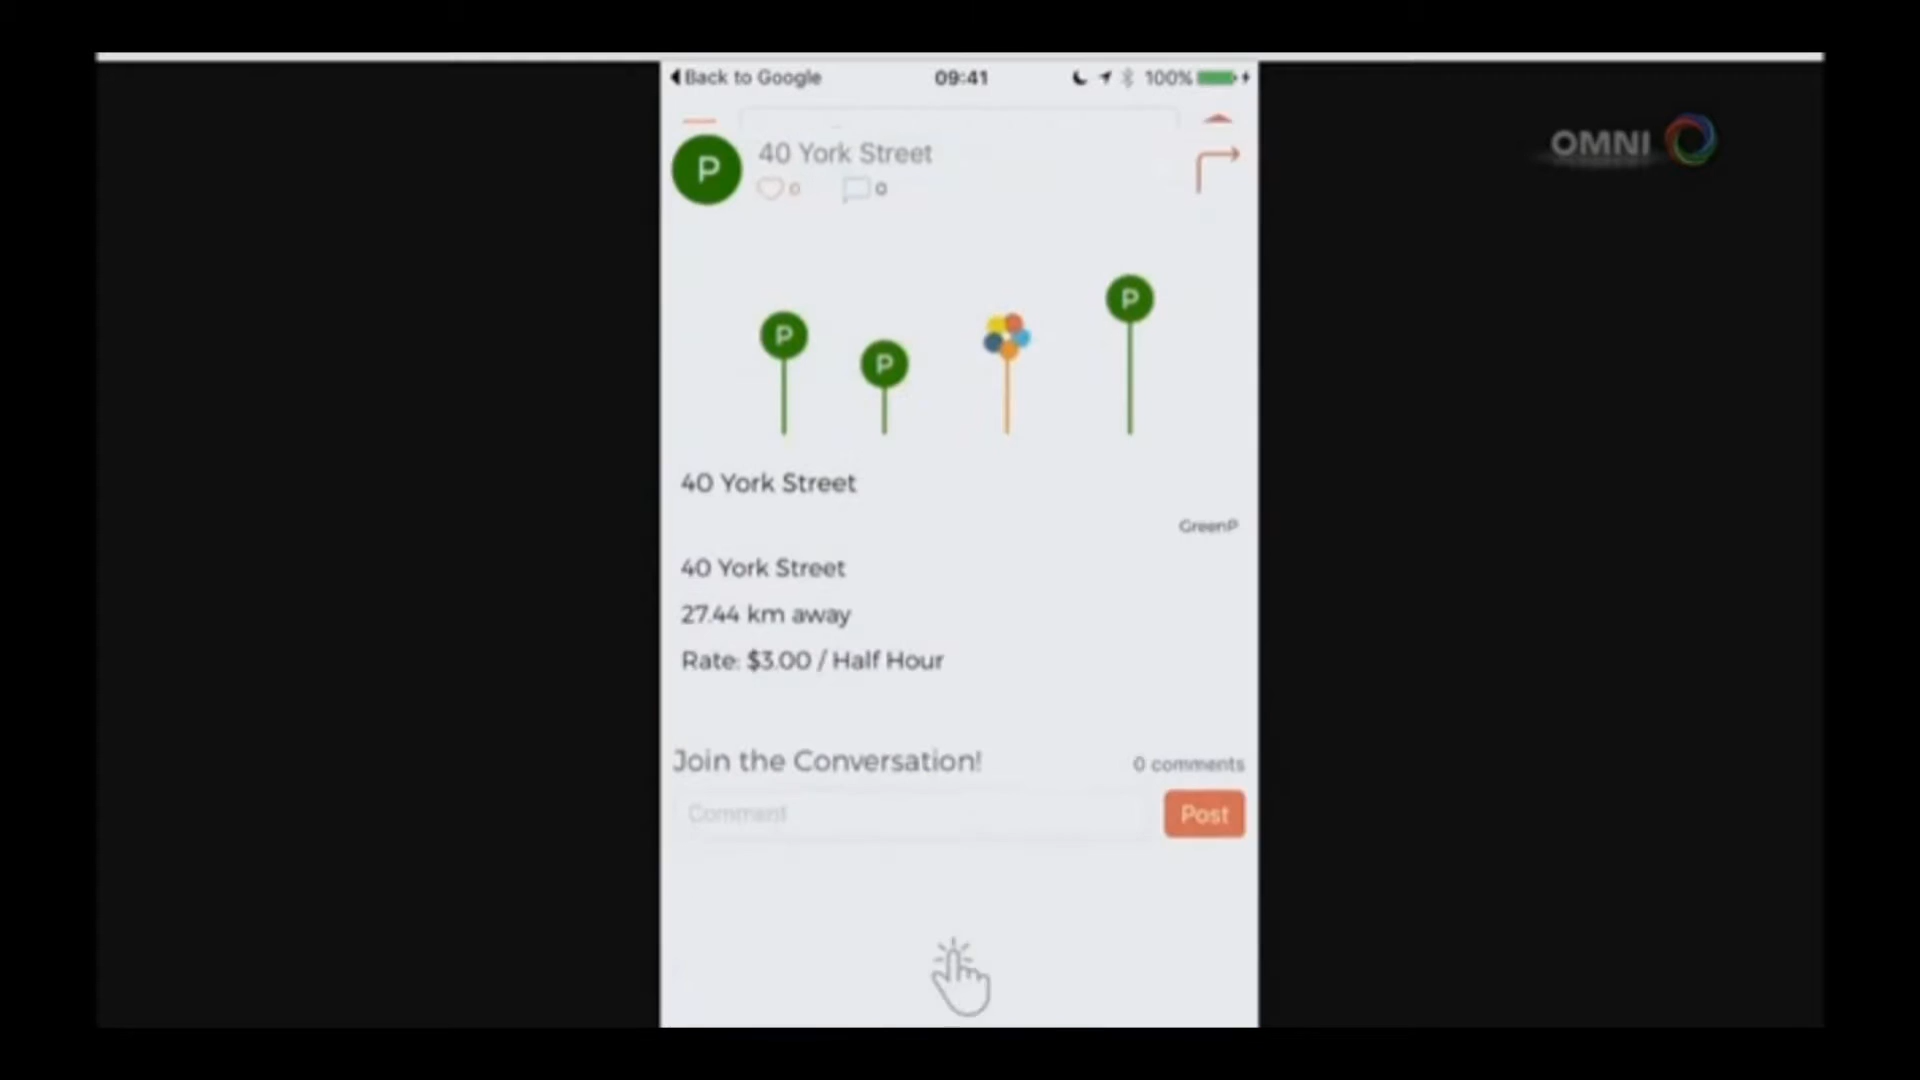 Back to Google 09:41 100%
OMNI
P 40 York Street
0 0
P P P
40 York Street
GreenP
40 York Street
27.44 km away
Rate: $3.00 / Half Hour
Join the Conversation! 0 comments
Comment Post